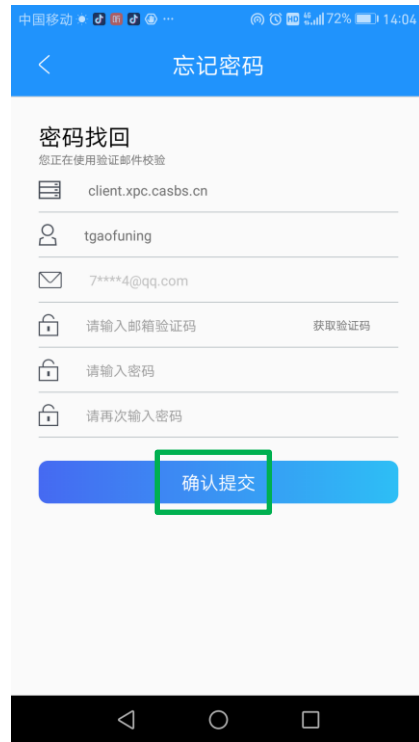 中国移动 ··· HD 4G 72% 14:04
忘记密码
密码找回
您正在使用验证邮件校验
client.xpc.casbs.cn
tgaofuning
7****4@qq.com
请输入邮箱验证码 获取验证码
请输入密码
请再次输入密码
确认提交